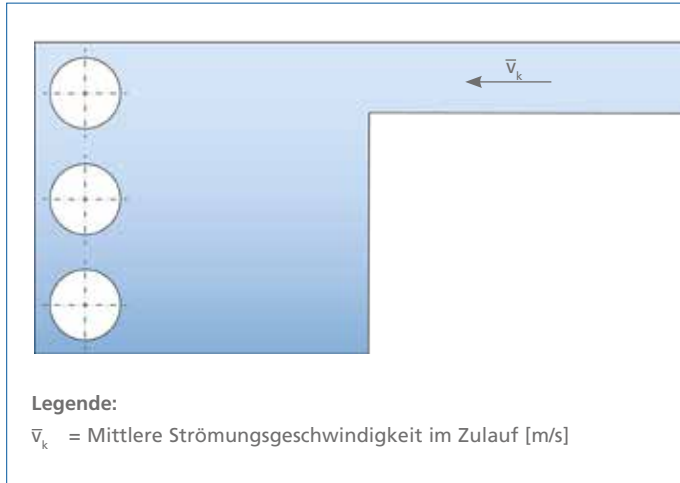 v̅ₖ
Legende:
v̅ₖ = Mittlere Strömungsgeschwindigkeit im Zulauf [m/s]